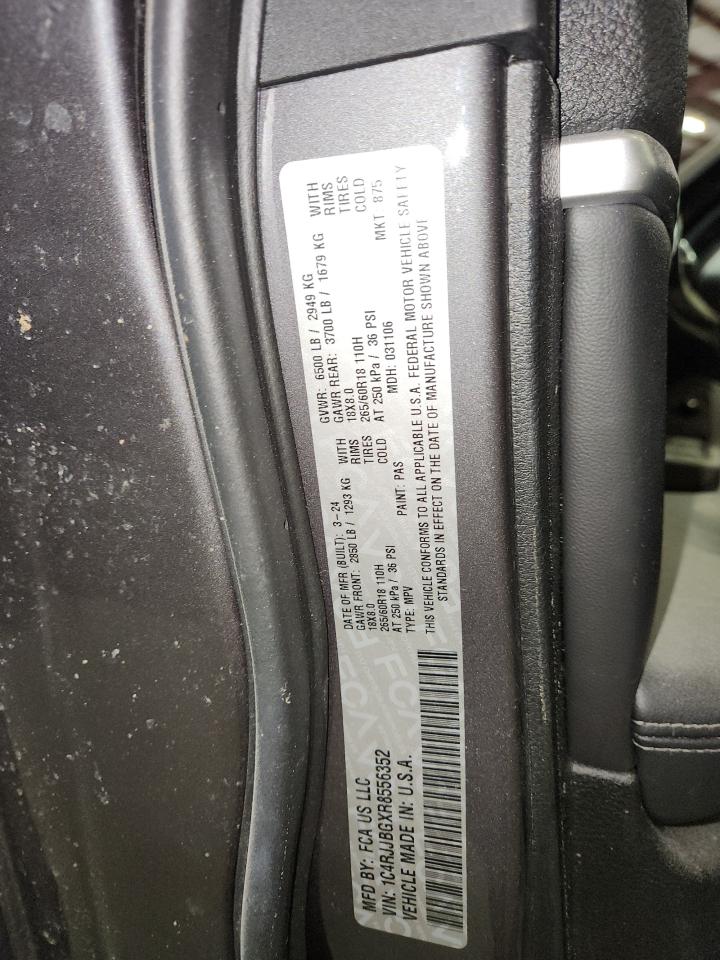 MFD BY: FCA US LLC
VIN: 1C4RJJBGXR8556352
VEHICLE MADE IN: U.S.A.
DATE OF MFR (BUILT): 3-24
GAWR FRONT: 2850 LB / 1293 KG WITH
18X8.0 RIMS
265/60R18 110H TIRES
AT 250 kPa / 36 PSI COLD
TYPE: MPV PAINT: PAS
GVWR: 6500 LB / 2949 KG
GAWR REAR: 3700 LB / 1679 KG WITH
18X8.0 RIMS
265/60R18 110H TIRES
AT 250 kPa / 36 PSI COLD
MDH: 031106 MKT 875
THIS VEHICLE CONFORMS TO ALL APPLICABLE U.S.A. FEDERAL MOTOR VEHICLE SAFETY
STANDARDS IN EFFECT ON THE DATE OF MANUFACTURE SHOWN ABOVE